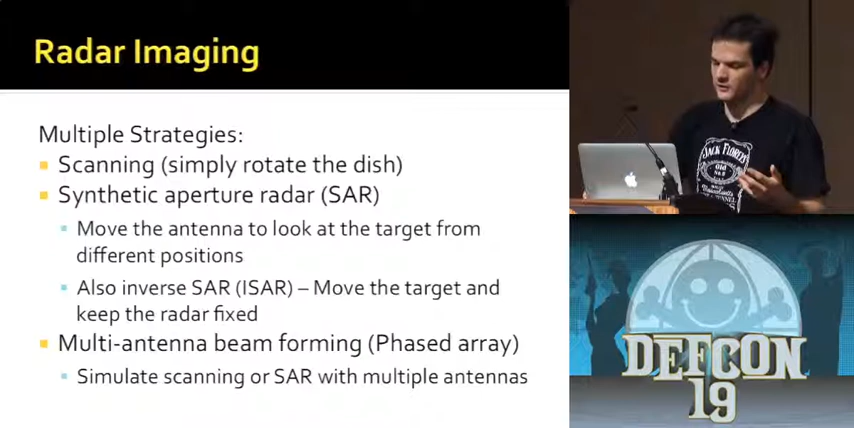 Radar Imaging
Multiple Strategies:
Scanning (simply rotate the dish)
Synthetic aperture radar (SAR)
Move the antenna to look at the target from
different positions
Also inverse SAR (ISAR) – Move the target and
keep the radar fixed
Multi-antenna beam forming (Phased array)
Simulate scanning or SAR with multiple antennas
Old
DEFCON
19